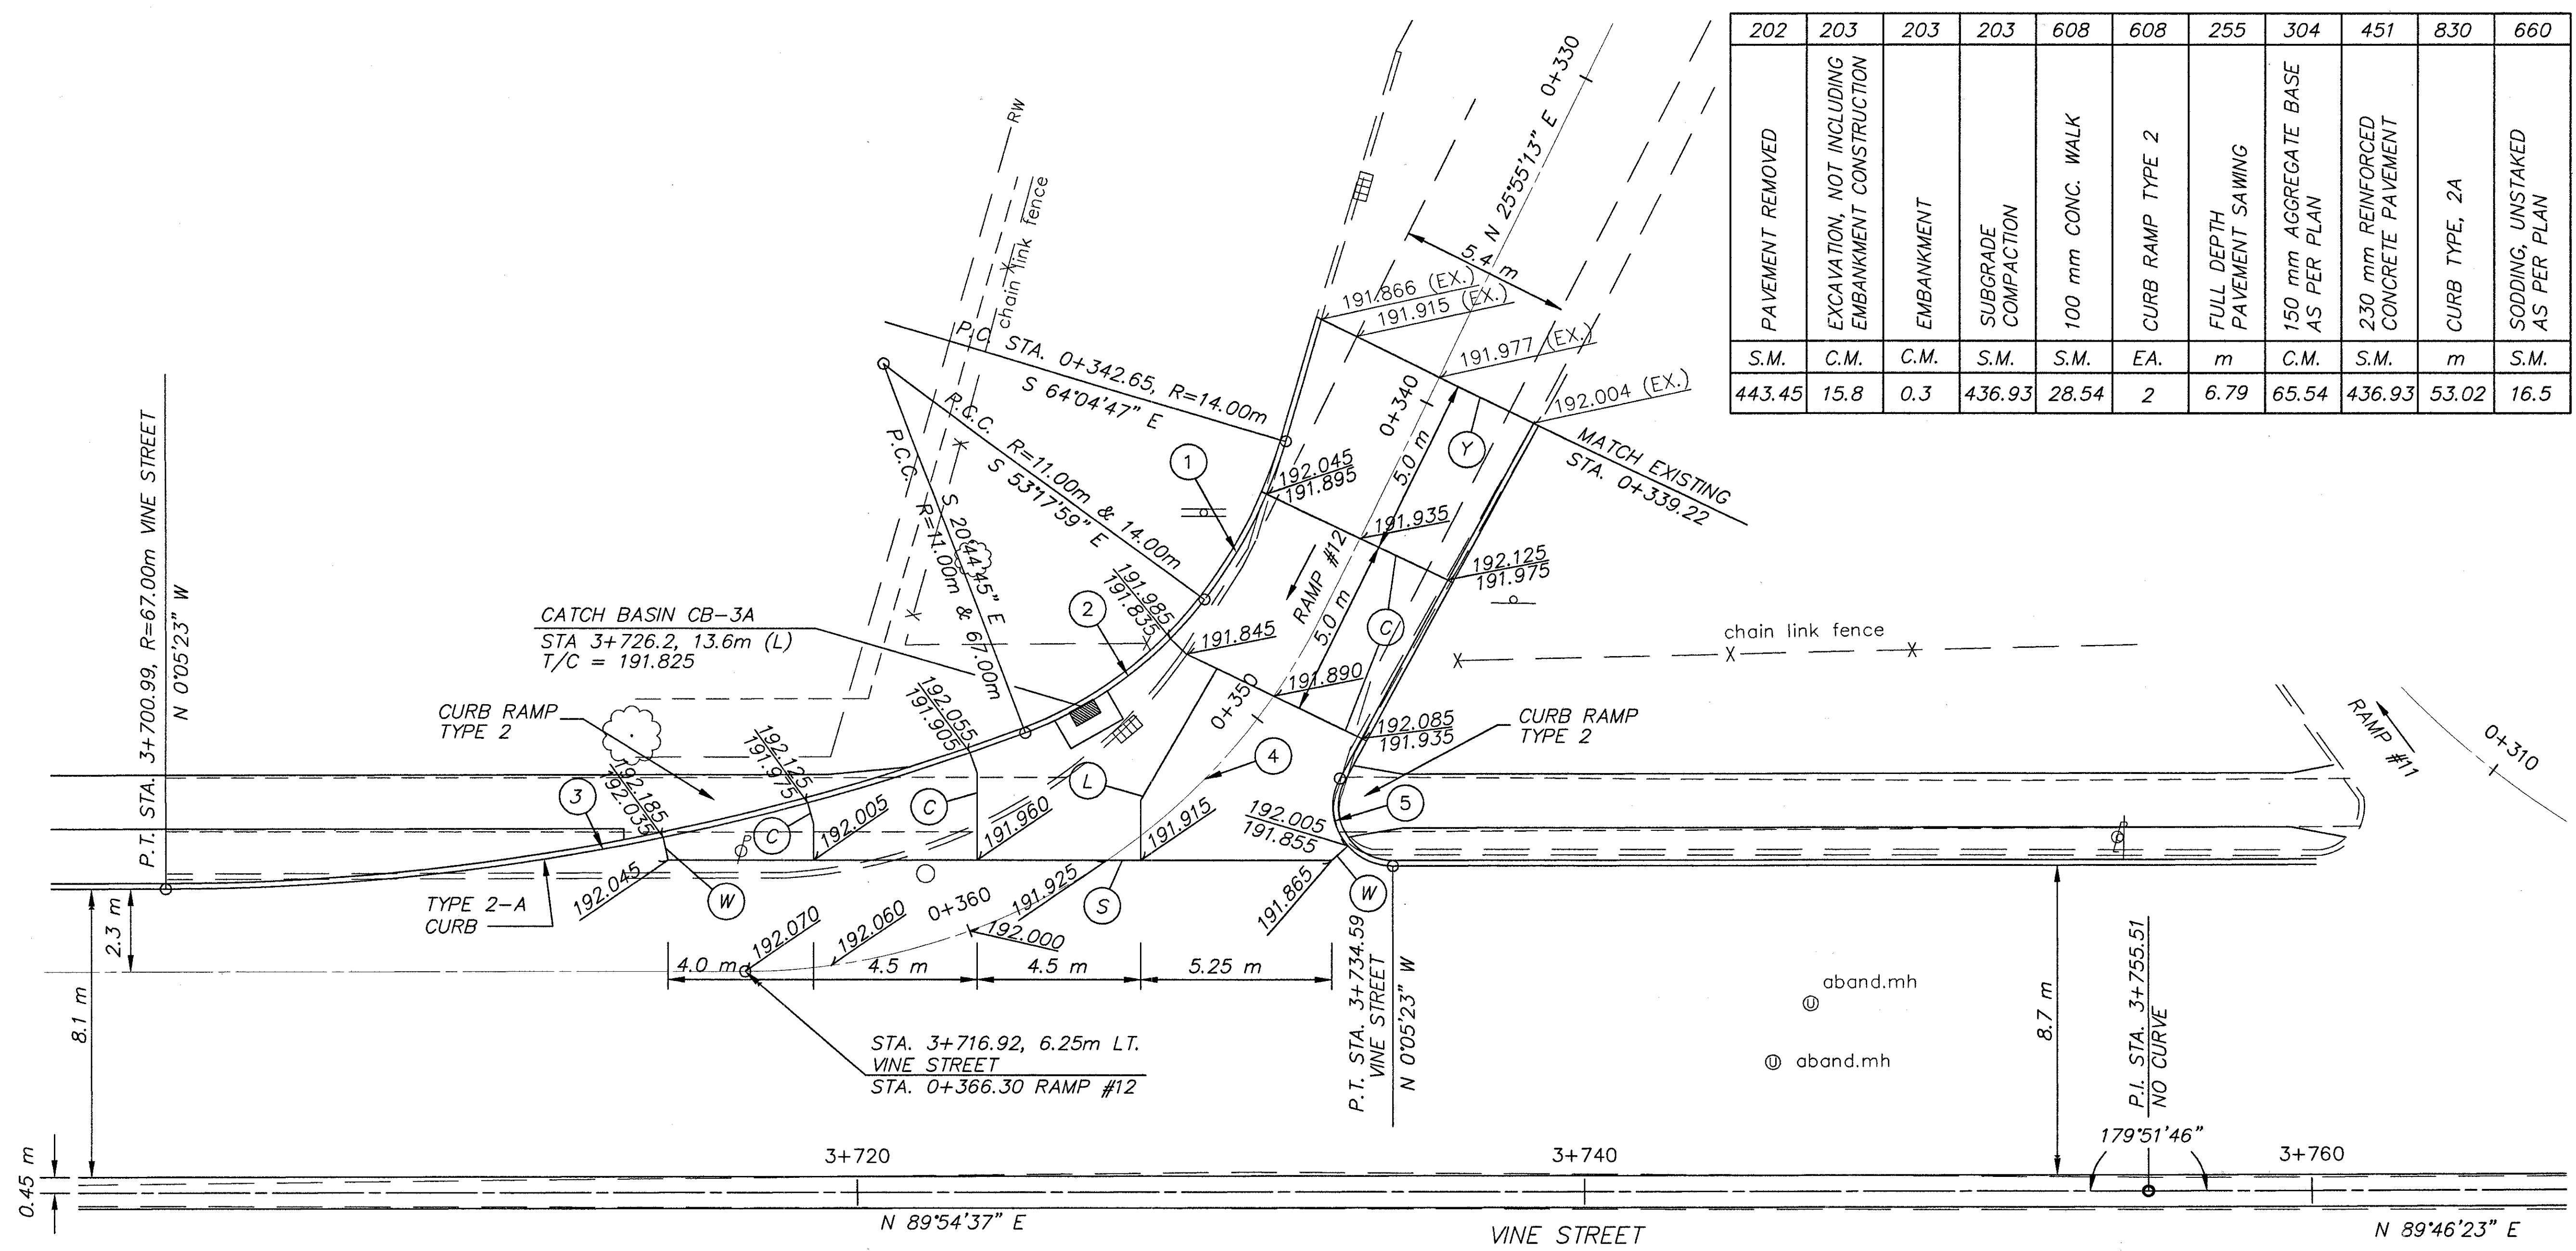 202 203 203 203 608 608 255 304 451 830 660
PAVEMENT REMOVED
EXCAVATION, NOT INCLUDING
EMBANKMENT CONSTRUCTION
EMBANKMENT
SUBGRADE
COMPACTION
100 mm CONC. WALK
CURB RAMP TYPE 2
FULL DEPTH
PAVEMENT SAWING
150 mm AGGREGATE BASE
AS PER PLAN
230 mm REINFORCED
CONCRETE PAVEMENT
CURB TYPE, 2A
SODDING, UNSTAKED
AS PER PLAN
S.M. C.M. C.M. S.M. S.M. EA. m C.M. S.M. m S.M.
443.45 15.8 0.3 436.93 28.54 2 6.79 65.54 436.93 53.02 16.5
RW
chain link fence
N 25°55'13" E
0+330
5.4 m
191.866 (EX.)
191.915 (EX.)
191.977 (EX.)
192.004 (EX.)
P.C. STA. 0+342.65, R=14.00m
S 64°04'47" E
R.C.C. R=11.00m & 14.00m
S 53°17'59" E
P.C.C. R=11.00m & 67.00m
S 20°44'45" E
0+340
5.0 m
Y
MATCH EXISTING
STA. 0+339.22
1
192.045
191.895
191.935
RAMP #12
192.125
191.975
5.0 m
C
2
191.985
191.835
191.845
191.890
0+350
192.085
191.935
CATCH BASIN CB-3A
STA 3+726.2, 13.6m (L)
T/C = 191.825
chain link fence
P.T. STA. 3+700.99, R=67.00m VINE STREET
N 0°05'23" W
CURB RAMP
TYPE 2
192.055
191.905
192.125
191.975
192.185
192.035
3
C
C
L
4
CURB RAMP
TYPE 2
5
RAMP #11
0+310
192.005
191.960
191.915
192.005
191.855
192.045
W
TYPE 2-A
CURB
192.070
192.060
0+360
191.925
192.000
S
191.865
W
2.3 m
8.1 m
4.0 m
4.5 m
4.5 m
5.25 m
P.T. STA. 3+734.59
VINE STREET
N 0°05'23" W
STA. 3+716.92, 6.25m LT.
VINE STREET
STA. 0+366.30 RAMP #12
U
aband.mh
U aband.mh
8.7 m
P.I. STA. 3+755.51
NO CURVE
179°51'46"
3+720
3+740
3+760
0.45 m
N 89°54'37" E
VINE STREET
N 89°46'23" E